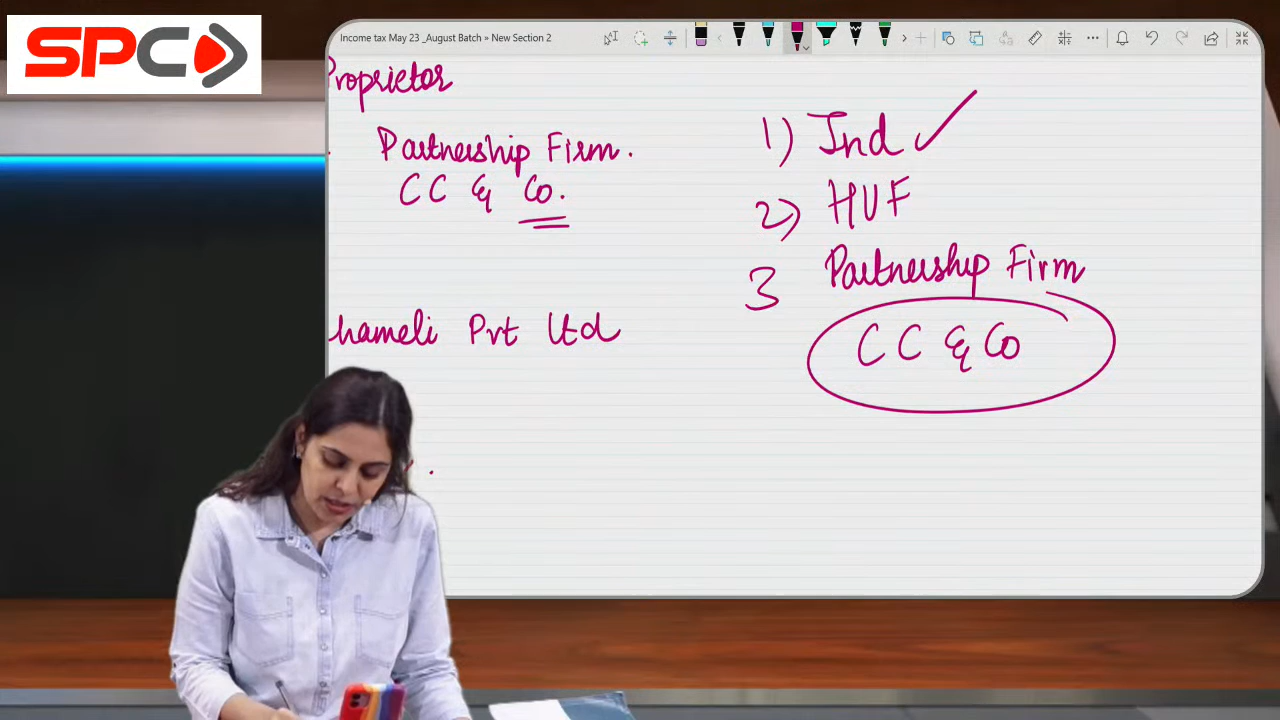 SPC
Income tax May 23 _August Batch » New Section 2
Proprietor
Partnership Firm.
CC & Co.
hameli Pvt Ltd
1) Ind ✓
2) HUF
3 Partnership Firm
CC & Co